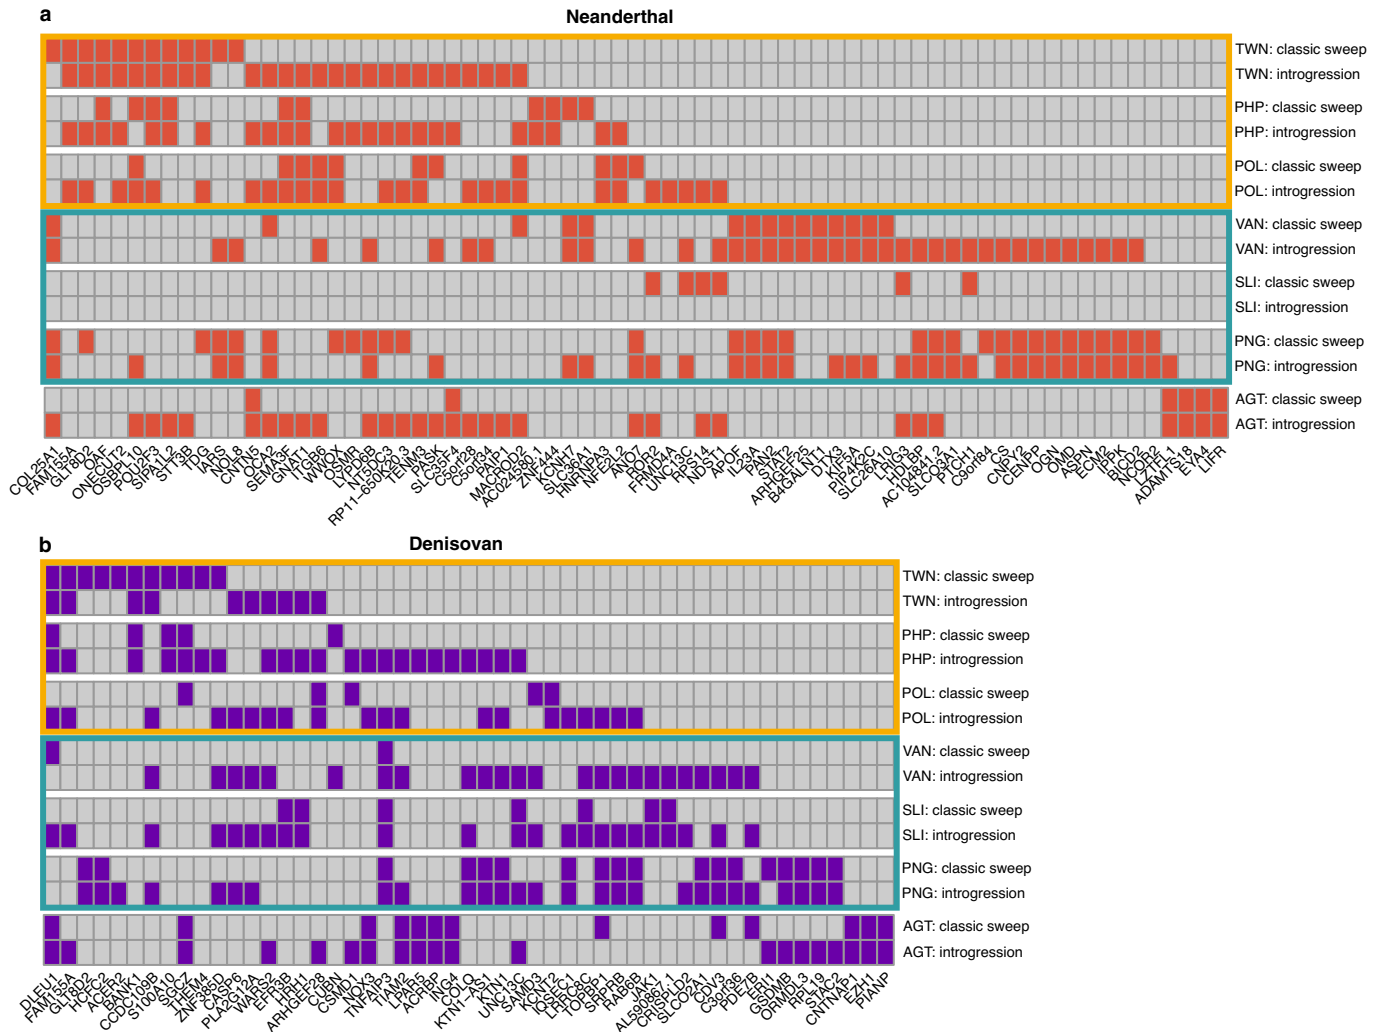 a
Neanderthal
TWN: classic sweep
TWN: introgression
PHP: classic sweep
PHP: introgression
POL: classic sweep
POL: introgression
VAN: classic sweep
VAN: introgression
SLI: classic sweep
SLI: introgression
PNG: classic sweep
PNG: introgression
AGT: classic sweep
AGT: introgression
COL25A1
FAM155A
GLT8D2
OAF
ONECUT2
OSBPL10
POU2F3
SIPA1L2
STT3B
TDG
IARS
NOL8
CNTN5
OCA2
SEMA3F
GNAT1
INTGB6
WWOX
OSMR
LYPD6B
NT5DC3
RP11-650K20.3
TENM3
PASK
SLC35F4
C5orf28
C5orf34
PAIP1
MACROD2
AC024580.1
ZNF444
KCNH7
SLC36A1
HNRNPA3
NFE2L2
ANO7
ROR2
FRMD4A
UNC13C
RPS14
NDST1
APOF
IL23A
PAN2
STAT2
ARHGEF25
B4GALNT1
DTX3
KIF5A
PIP4K2C
SLC26A10
LRIG3
HDLBP
AC104841.2
SLCO3A1
PTCH1
C9orf84
CS
CNPY2
CENPP
OGN
OMD
ASPN
ECM2
IPPK
BICD2
NCOR2
LZTFL1
ADAMTS18
EYA4
LIFR
b
Denisovan
TWN: classic sweep
TWN: introgression
PHP: classic sweep
PHP: introgression
POL: classic sweep
POL: introgression
VAN: classic sweep
VAN: introgression
SLI: classic sweep
SLI: introgression
PNG: classic sweep
PNG: introgression
AGT: classic sweep
AGT: introgression
DLEU1
FAM155A
GLT8D2
HCFC2
ACER2
BANK1
CCDC109B
S100A10
SGCZ
THEM4
ZNF385D
CASP6
PLA2G12A
WARS2
EFR3B
HRH1
ARHGEF28
CUBN
CSMD1
NOX3
TNFAIP3
TIAM2
LPAR5
ACRBP
ING4
COLQ
KTN1-AS1
KTN1
UNC13C
SAMD3
KCNT2
IQSEC1
LRRC8C
TOPBP1
SRPRB
RAB6B
JAK1
AL590867.1
CRISPLD2
SLCO2A1
CDV3
C3orf36
PDE7B
ERI1
GSDMB
ORMDL3
RPL19
STAC2
CNTNAP1
EZH1
PIANP